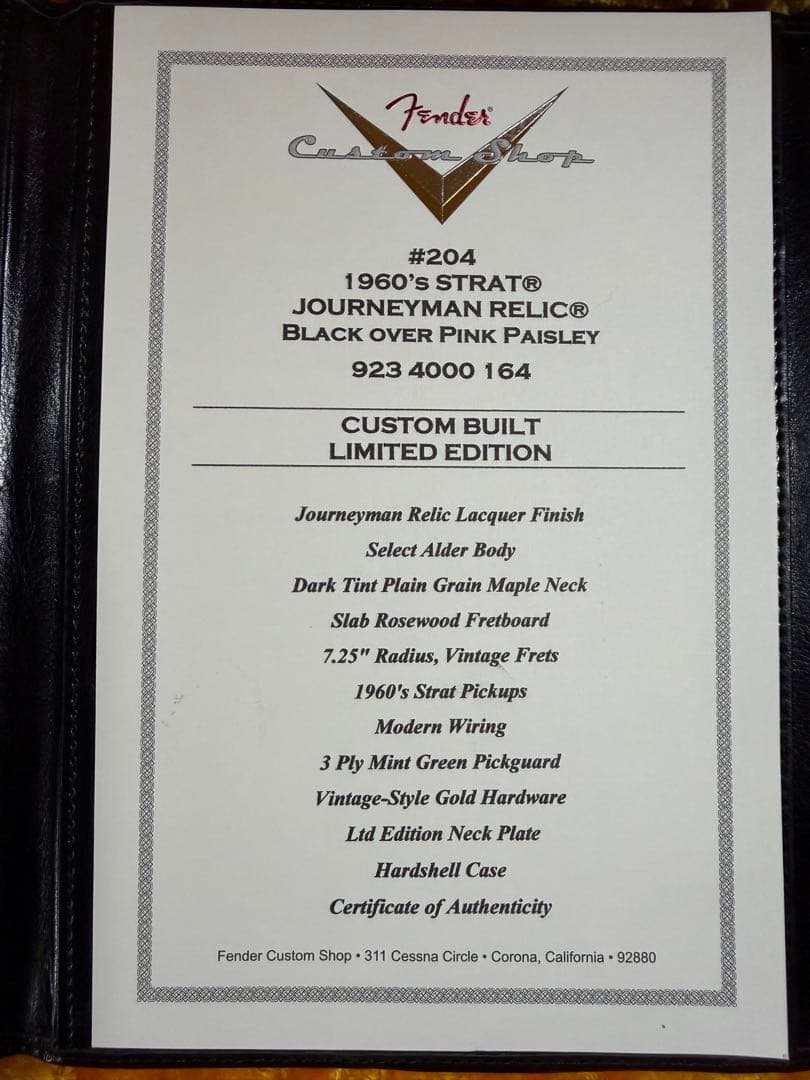 Fender®
Custom Shop
#204
1960's STRAT®
JOURNEYMAN RELIC®
BLACK OVER PINK PAISLEY
923 4000 164
CUSTOM BUILT
LIMITED EDITION
Journeyman Relic Lacquer Finish
Select Alder Body
Dark Tint Plain Grain Maple Neck
Slab Rosewood Fretboard
7.25" Radius, Vintage Frets
1960's Strat Pickups
Modern Wiring
3 Ply Mint Green Pickguard
Vintage-Style Gold Hardware
Ltd Edition Neck Plate
Hardshell Case
Certificate of Authenticity
Fender Custom Shop • 311 Cessna Circle • Corona, California • 92880